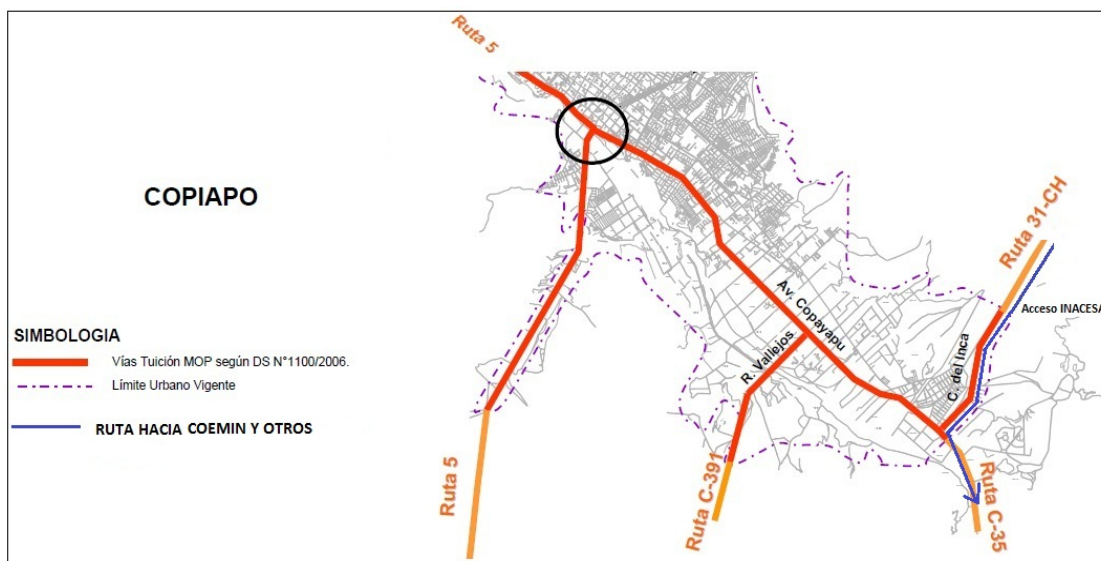 Ruta 5
COPIAPO
Ruta 31-CH
Acceso INACESA
SIMBOLOGIA
Vías Tuición MOP según DS N°1100/2006.
Límite Urbano Vigente
RUTA HACIA COEMIN Y OTROS
Av. Copayapu
R. Vallejos
C. del Inca
Ruta 5
Ruta C-391
Ruta C-35